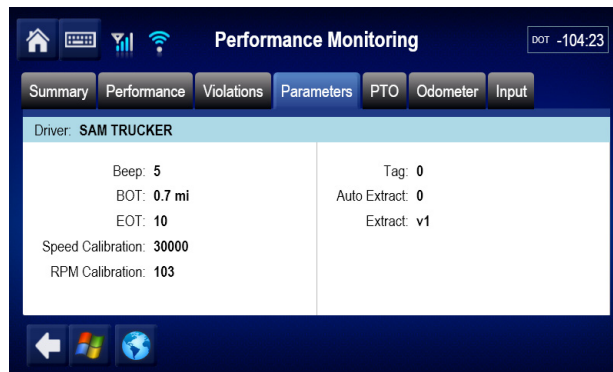 Performance Monitoring
DOT -104:23
Summary Performance Violations Parameters PTO Odometer Input
Driver: SAM TRUCKER
Beep: 5
BOT: 0.7 mi
EOT: 10
Speed Calibration: 30000
RPM Calibration: 103
Tag: 0
Auto Extract: 0
Extract: v1